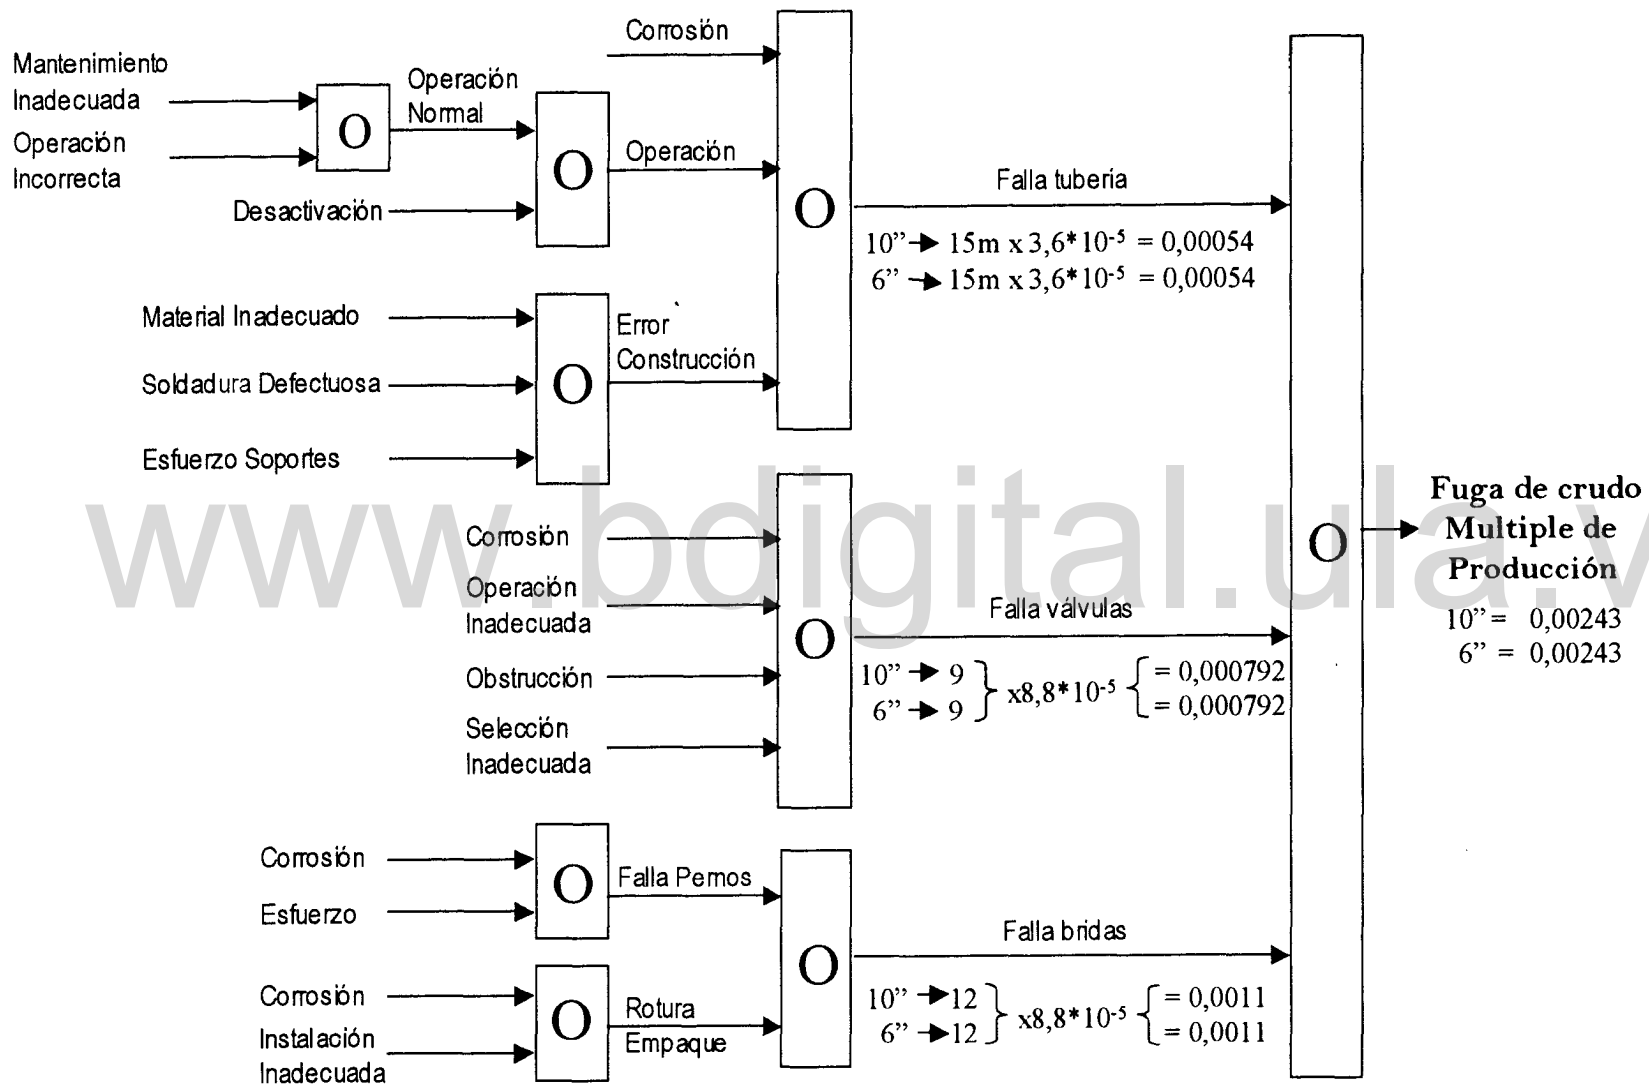 Corrosión
Mantenimiento
Inadecuada
Operación
Incorrecta
O
Operación
Normal
Desactivación
O
Operación
O
Falla tuberia
10” → 15m x 3,6*10⁻⁵ = 0,00054
6” → 15m x 3,6*10⁻⁵ = 0,00054
Material Inadecuado
Soldadura Defectuosa
Esfuerzo Soportes
O
Error
Construcción
Corrosión
Operación
Inadecuada
Obstrucción
Selección
Inadecuada
O
Falla válvulas
10” → 9
6” → 9
x8,8*10⁻⁵
= 0,000792
= 0,000792
Corrosión
Esfuerzo
O
Falla Pernos
Corrosión
Instalación
Inadecuada
O
Rotura
Empaque
O
Falla bridas
10” → 12
6” → 12
x8,8*10⁻⁵
= 0,0011
= 0,0011
O
Fuga de crudo
Multiple de
Producción
10” = 0,00243
6” = 0,00243
www.bdigital.ula.v